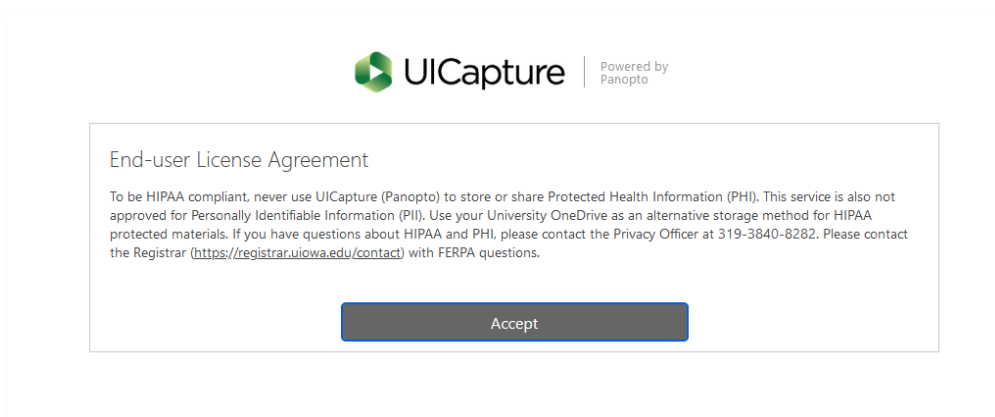 UICapture
Powered by
Panopto
End-user License Agreement
To be HIPAA compliant, never use UICapture (Panopto) to store or share Protected Health Information (PHI). This service is also not
approved for Personally Identifiable Information (PII). Use your University OneDrive as an alternative storage method for HIPAA
protected materials. If you have questions about HIPAA and PHI, please contact the Privacy Officer at 319-3840-8282. Please contact
the Registrar (https://registrar.uiowa.edu/contact) with FERPA questions.
Accept